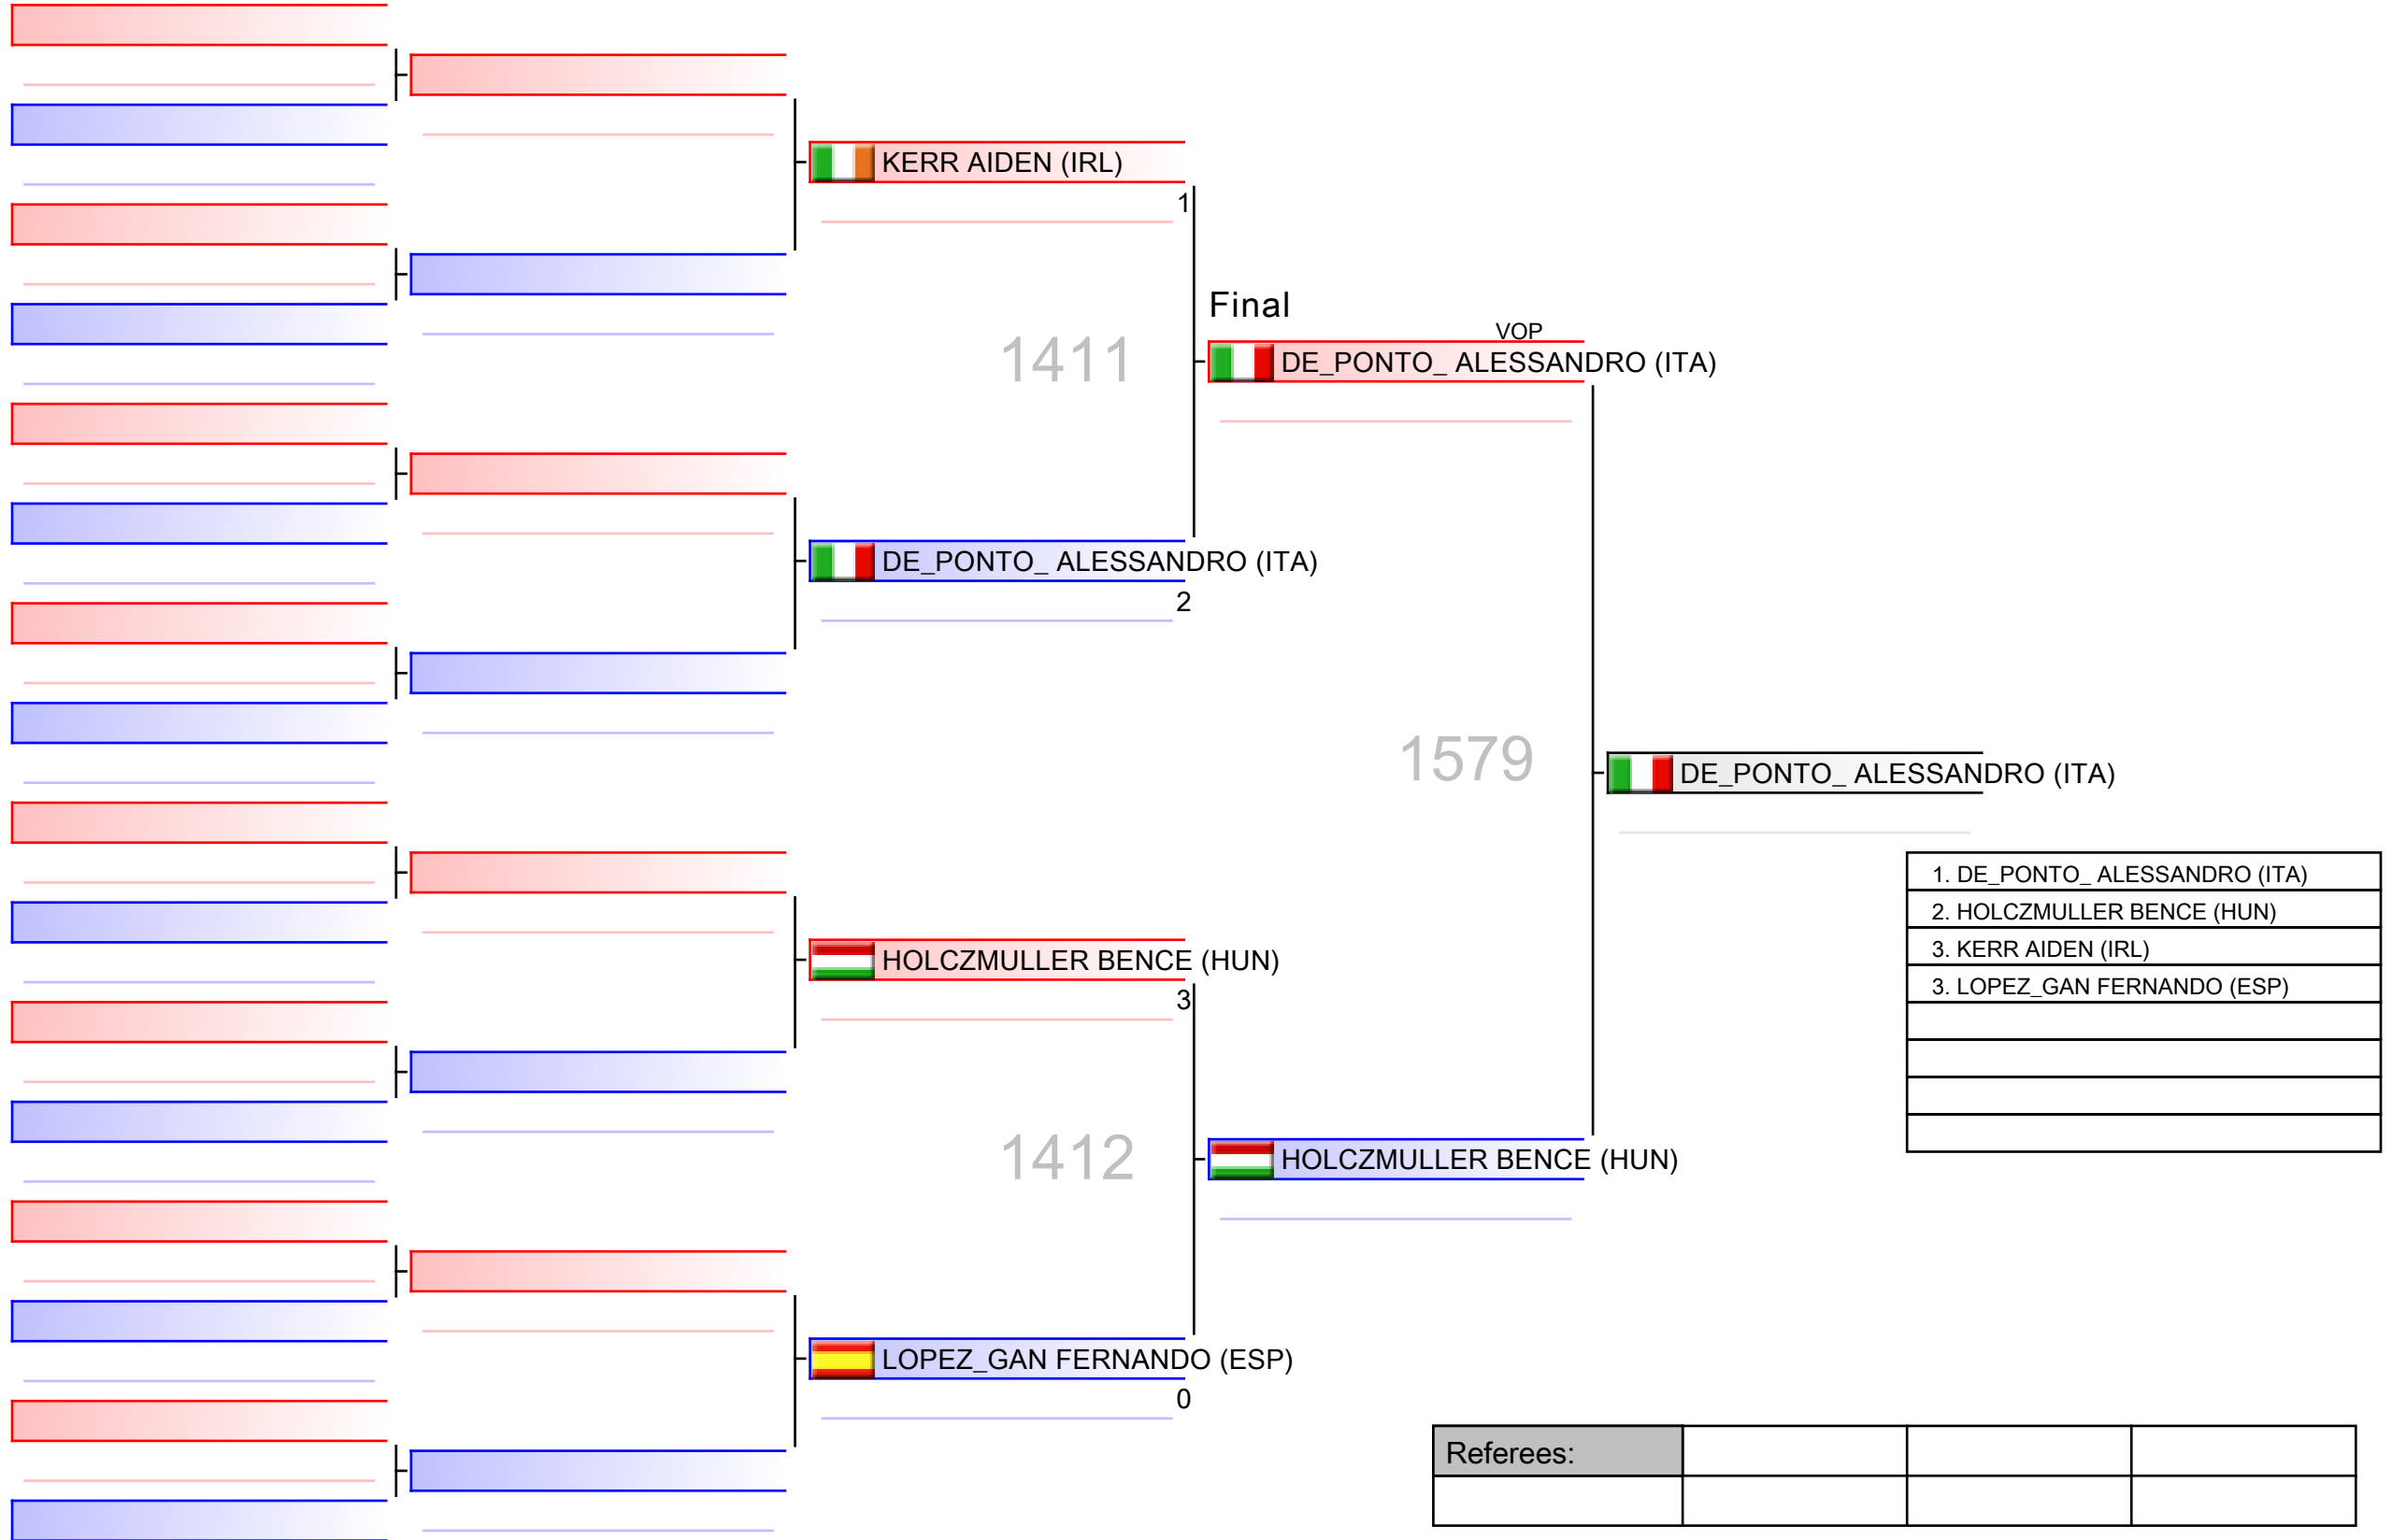 KERR AIDEN (IRL)
1
Final
VOP
1411
DE_PONTO_ ALESSANDRO (ITA)
DE_PONTO_ ALESSANDRO (ITA)
2
1579
DE_PONTO_ ALESSANDRO (ITA)
1. DE_PONTO_ ALESSANDRO (ITA)
2. HOLCZMULLER BENCE (HUN)
3. KERR AIDEN (IRL)
3. LOPEZ_GAN FERNANDO (ESP)
HOLCZMULLER BENCE (HUN)
3
1412
HOLCZMULLER BENCE (HUN)
LOPEZ_GAN FERNANDO (ESP)
0
Referees: